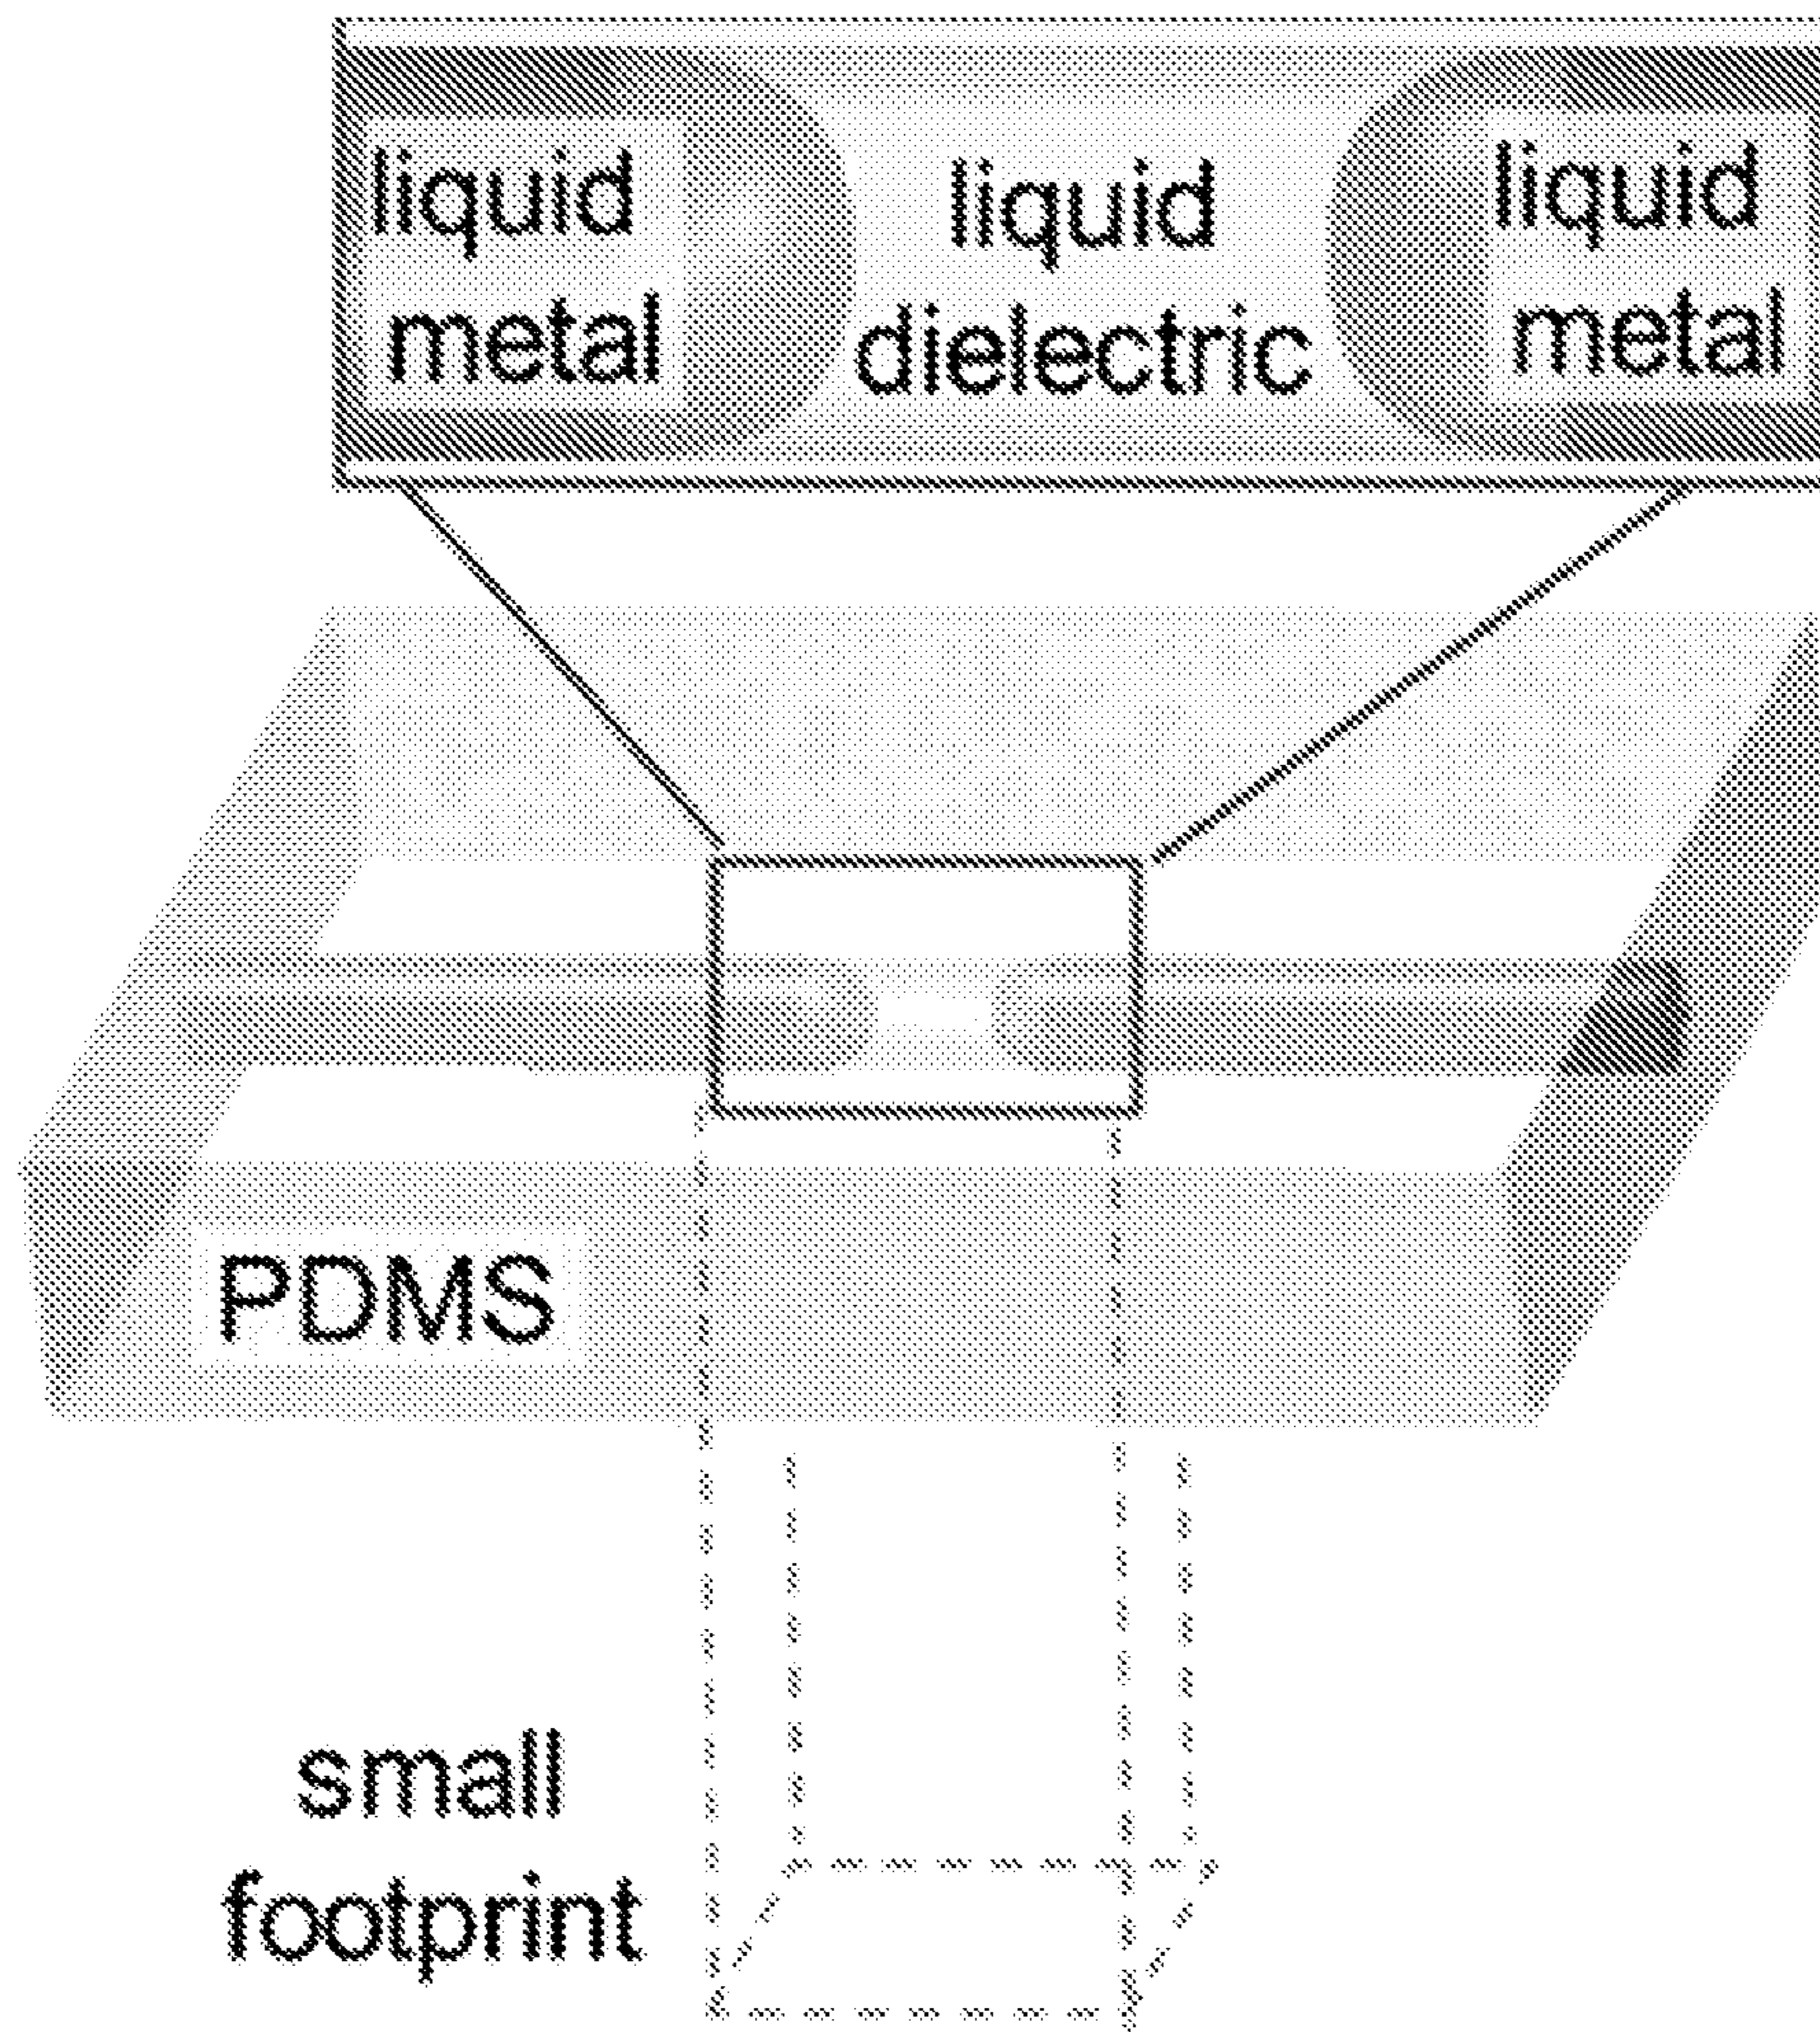 liquid
metal
liquid
dielectric
liquid
metal
PDMS
small
footprint